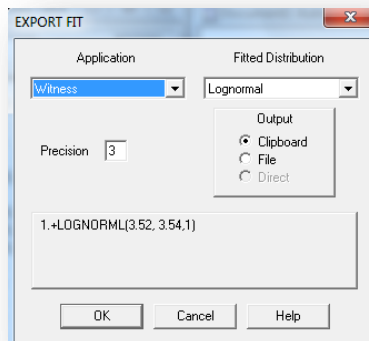 EXPORT FIT
Application
Fitted Distribution
Witness
Lognormal
Output
Clipboard
File
Direct
Precision 3
1.+LOGNORML(3.52, 3.54,1)
OK Cancel Help